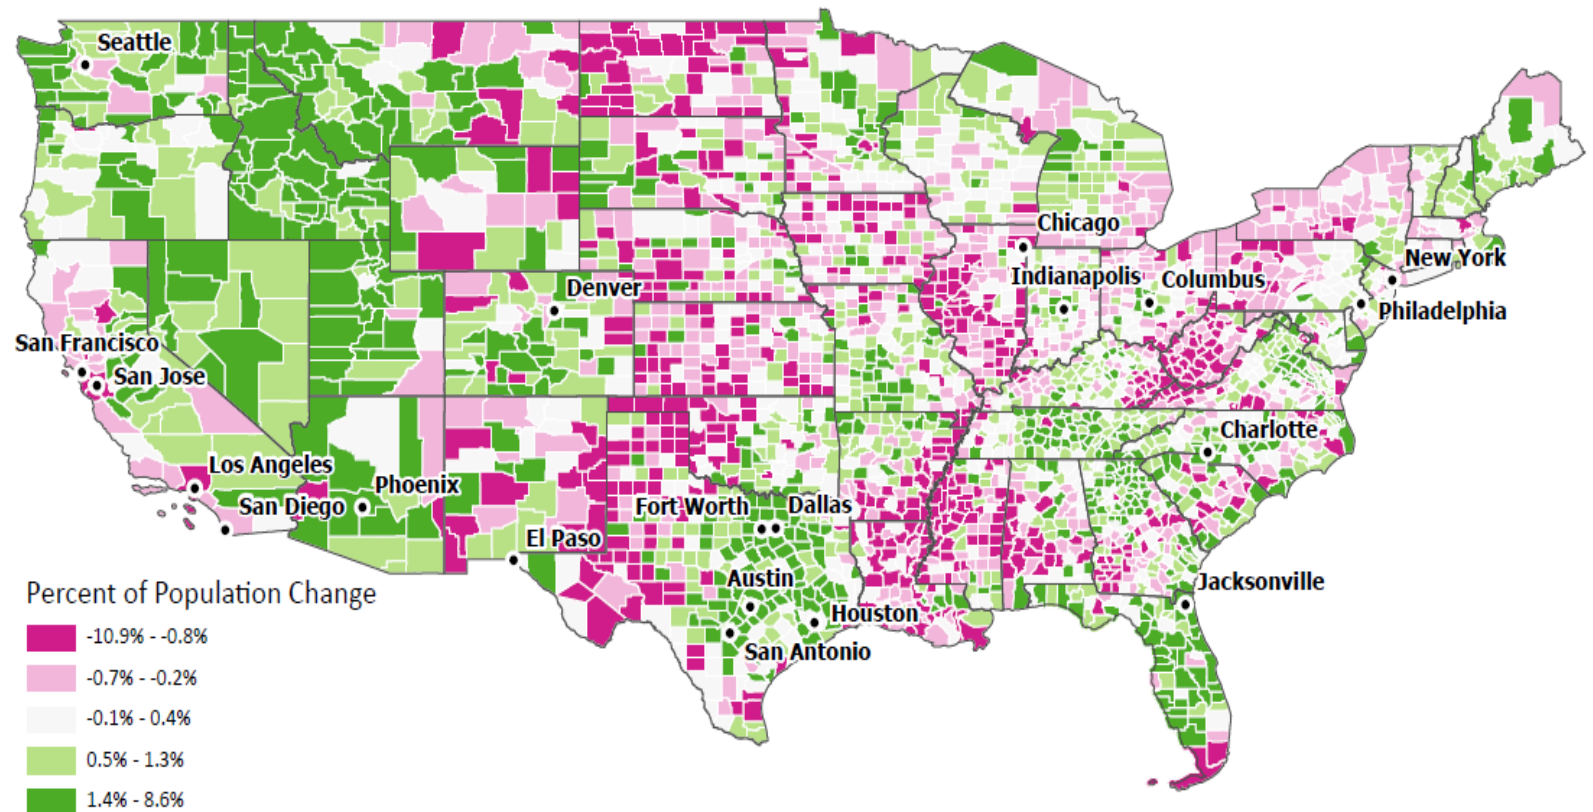 Seattle
Chicago
New York
Indianapolis
Columbus
Denver
Philadelphia
San Francisco
San Jose
Charlotte
Los Angeles
Phoenix
San Diego
Fort Worth
Dallas
El Paso
Austin
Jacksonville
Houston
San Antonio
Percent of Population Change
-10.9% - -0.8%
-0.7% - -0.2%
-0.1% - 0.4%
0.5% - 1.3%
1.4% - 8.6%